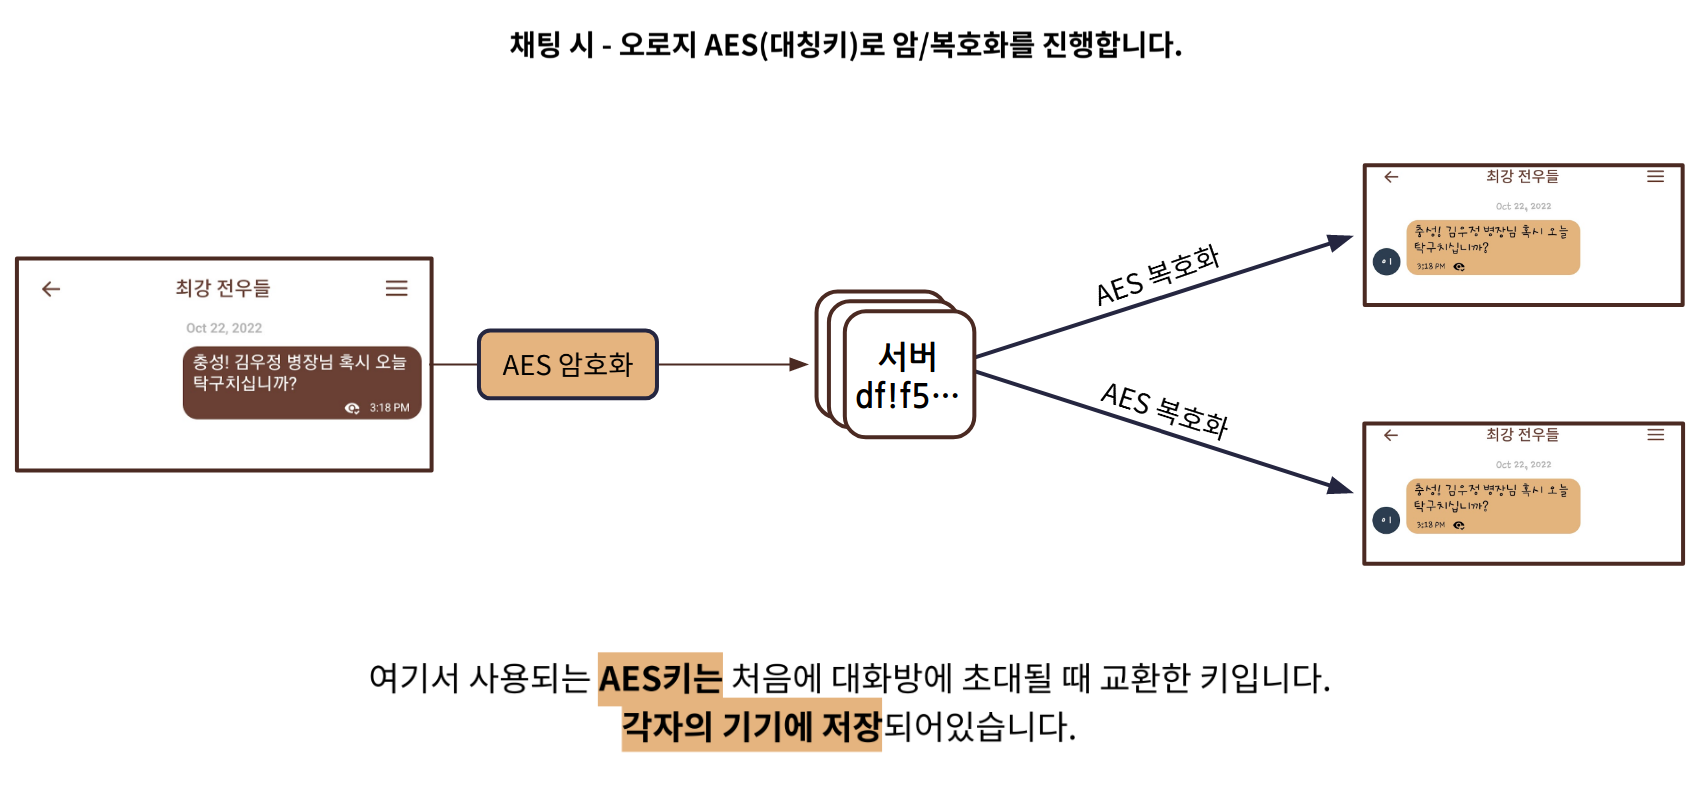 채팅 시 - 오로지 AES(대칭키)로 암/복호화를 진행합니다.
최강 전우들
Oct 22, 2022
충성! 김우정 병장님 혹시 오늘
탁구치십니까?
3:18 PM
AES 암호화
서버
df!f5…
AES 복호화
최강 전우들
Oct 22, 2022
충성! 김우정 병장님 혹시 오늘
탁구치십니까?
이
3:18 PM
AES 복호화
최강 전우들
Oct 22, 2022
충성! 김우정 병장님 혹시 오늘
탁구치십니까?
이
3:18 PM
여기서 사용되는 AES키는 처음에 대화방에 초대될 때 교환한 키입니다.
각자의 기기에 저장되어있습니다.